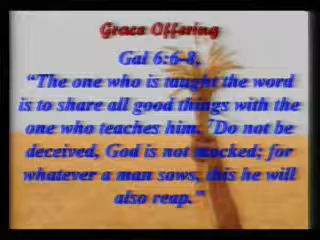 Grace Offering
Gal 6:6-8,
“The one who is taught the word
is to share all good things with the
one who teaches him. 7Do not be
deceived, God is not mocked; for
whatever a man sows, this he will
also reap.”